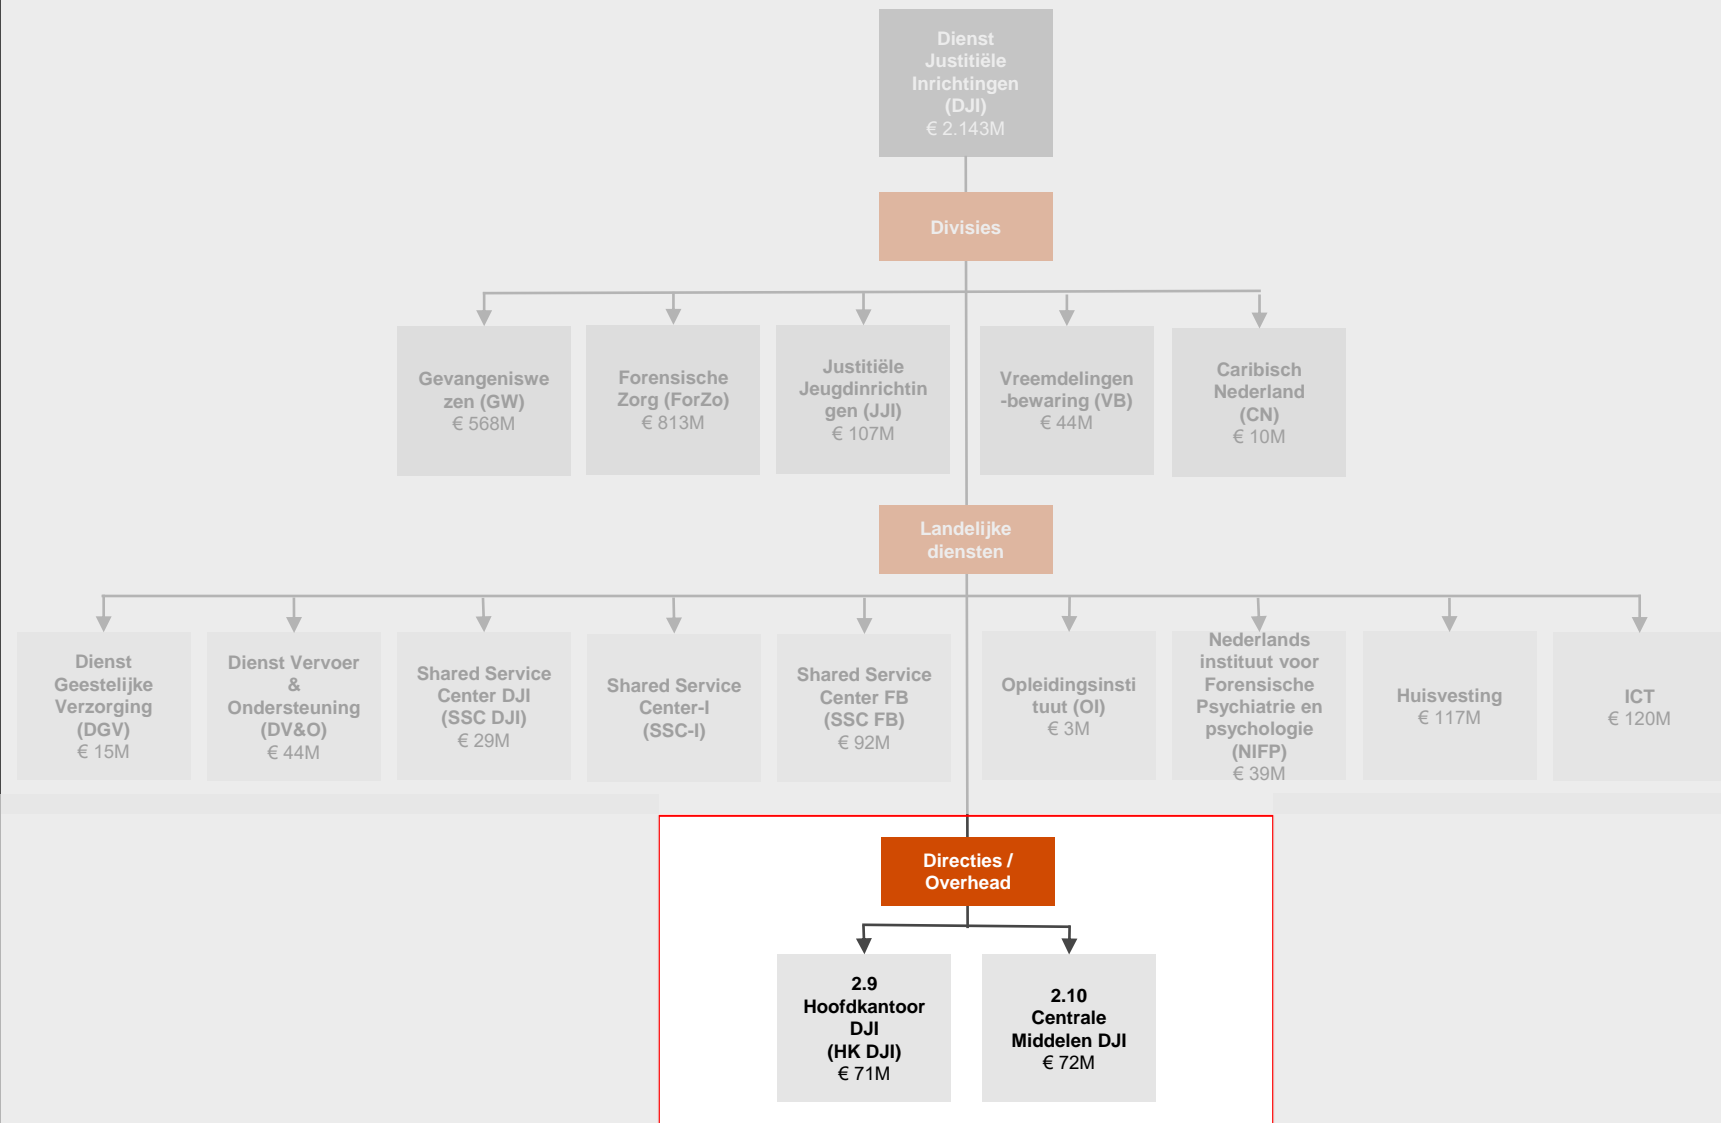 Dienst
Justitiële
Inrichtingen
(DJI)
€ 2.143M
Divisies
Gevangeniswe
zen (GW)
€ 568M
Forensische
Zorg (ForZo)
€ 813M
Justitiële
Jeugdinrichtin
gen (JJI)
€ 107M
Vreemdelingen
-bewaring (VB)
€ 44M
Caribisch
Nederland
(CN)
€ 10M
Landelijke
diensten
Dienst
Geestelijke
Verzorging
(DGV)
€ 15M
Dienst Vervoer
&
Ondersteuning
(DV&O)
€ 44M
Shared Service
Center DJI
(SSC DJI)
€ 29M
Shared Service
Center-I
(SSC-I)
Shared Service
Center FB
(SSC FB)
€ 92M
Opleidingsinsti
tuut (OI)
€ 3M
Nederlands
instituut voor
Forensische
Psychiatrie en
psychologie
(NIFP)
€ 39M
Huisvesting
€ 117M
ICT
€ 120M
Directies /
Overhead
2.9
Hoofdkantoor
DJI
(HK DJI)
€ 71M
2.10
Centrale
Middelen DJI
€ 72M